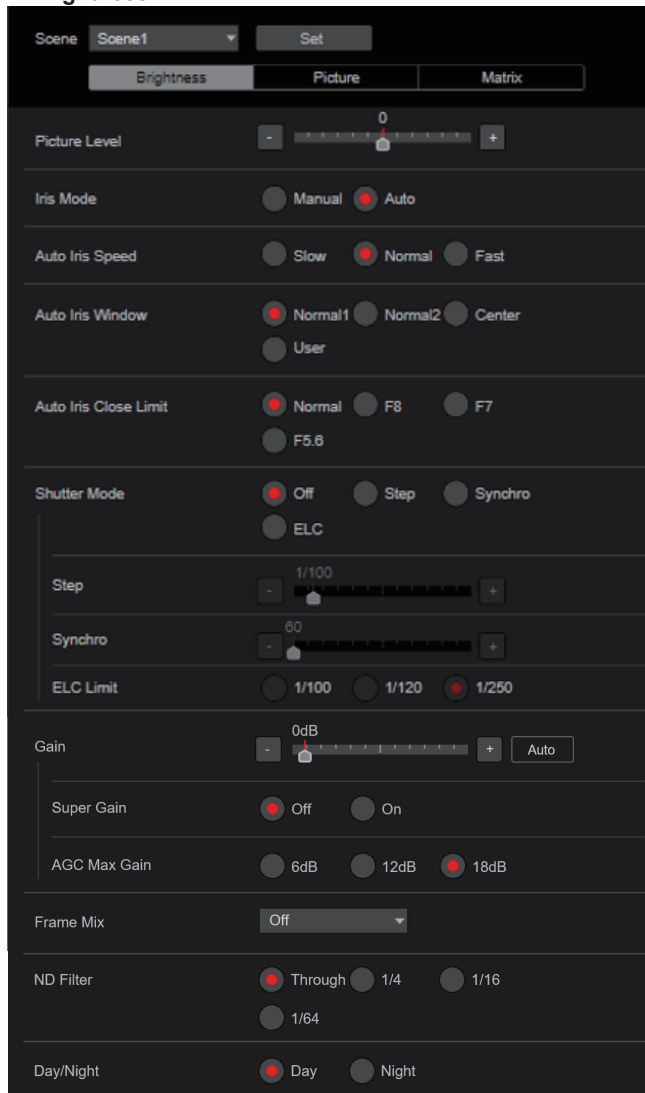 Scene Scene1 Set
Brightness Picture Matrix
0
Picture Level - +
Iris Mode Manual Auto
Auto Iris Speed Slow Normal Fast
Auto Iris Window Normal1 Normal2 Center
User
Auto Iris Close Limit Normal F8 F7
F5.6
Shutter Mode Off Step Synchro
ELC
1/100
Step - +
60
Synchro - +
ELC Limit 1/100 1/120 1/250
0dB
Gain - + Auto
Super Gain Off On
AGC Max Gain 6dB 12dB 18dB
Frame Mix Off
ND Filter Through 1/4 1/16
1/64
Day/Night Day Night